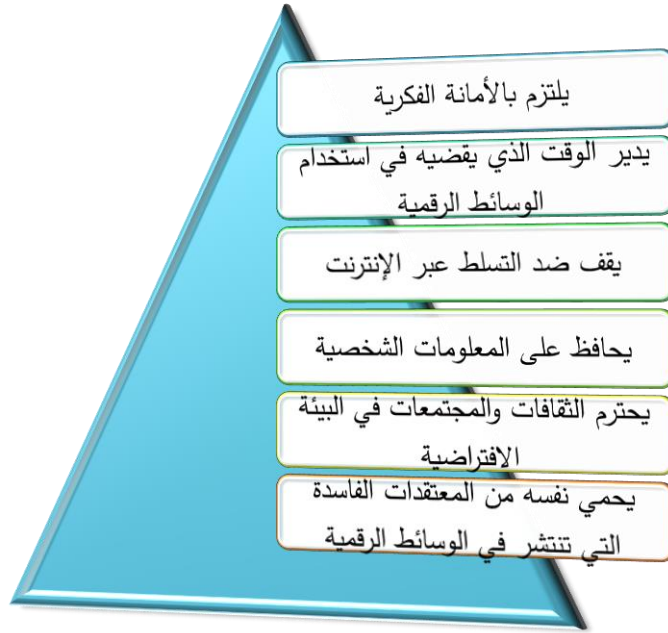 يلتزم بالأمانة الفكرية
يدير الوقت الذي يقضيه في استخدام
الوسائط الرقمية
يقف ضد التسلط عبر الإنترنت
يحافظ على المعلومات الشخصية
يحترم الثقافات والمجتمعات في البيئة
الافتراضية
يحمي نفسه من المعتقدات الفاسدة
التي تنتشر في الوسائط الرقمية